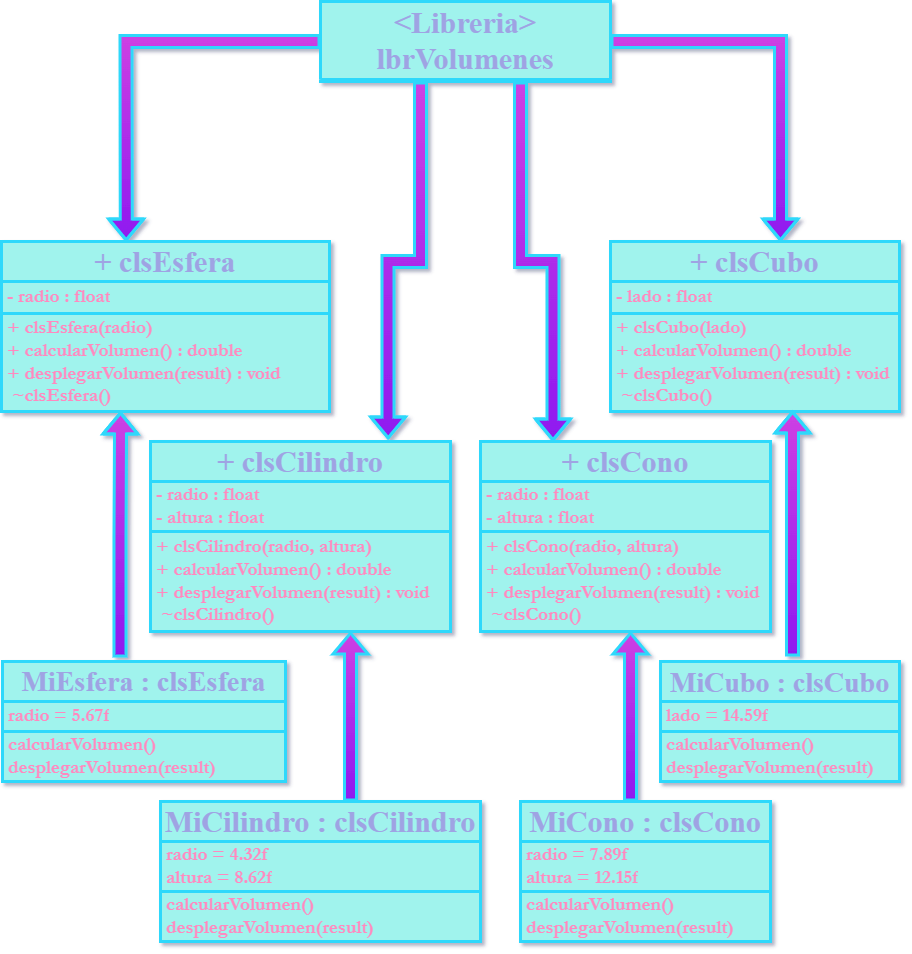 <Libreria>
lbrVolumenes
+ clsEsfera
- radio : float
+ clsEsfera(radio)
+ calcularVolumen() : double
+ desplegarVolumen(result) : void
~clsEsfera()
+ clsCubo
- lado : float
+ clsCubo(lado)
+ calcularVolumen() : double
+ desplegarVolumen(result) : void
~clsCubo()
+ clsCilindro
- radio : float
- altura : float
+ clsCilindro(radio, altura)
+ calcularVolumen() : double
+ desplegarVolumen(result) : void
~clsCilindro()
+ clsCono
- radio : float
- altura : float
+ clsCono(radio, altura)
+ calcularVolumen() : double
+ desplegarVolumen(result) : void
~clsCono()
MiEsfera : clsEsfera
radio = 5.67f
calcularVolumen()
desplegarVolumen(result)
MiCubo : clsCubo
lado = 14.59f
calcularVolumen()
desplegarVolumen(result)
MiCilindro : clsCilindro
radio = 4.32f
altura = 8.62f
calcularVolumen()
desplegarVolumen(result)
MiCono : clsCono
radio = 7.89f
altura = 12.15f
calcularVolumen()
desplegarVolumen(result)